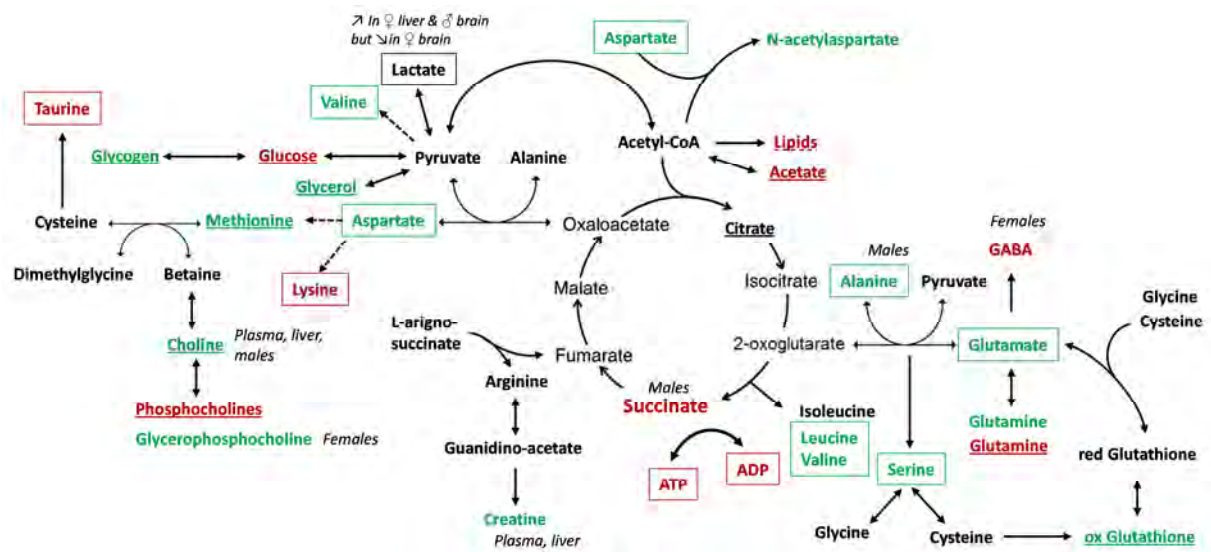 ↗ In ♀ liver & ♂ brain
but ↘in ♀ brain
Lactate
Aspartate
N-acetylaspartate
Valine
Taurine
Glycogen
Glucose
Pyruvate
Alanine
Acetyl-CoA
Lipids
Acetate
Glycerol
Cysteine
Methionine
Aspartate
Oxaloacetate
Citrate
Dimethylglycine
Betaine
Lysine
Malate
Isocitrate
Males
Alanine
Pyruvate
Females
GABA
Glycine
Cysteine
Choline
Plasma, liver,
males
L-arigno-
succinate
Fumarate
2-oxoglutarate
Glutamate
Arginine
Males
Succinate
Phosphocholines
Glycerophosphocholine
Females
Guanidino-acetate
Isoleucine
Leucine
Valine
Glutamine
Glutamine
ATP
ADP
Serine
red Glutathione
Creatine
Plasma, liver
Glycine
Cysteine
ox Glutathione